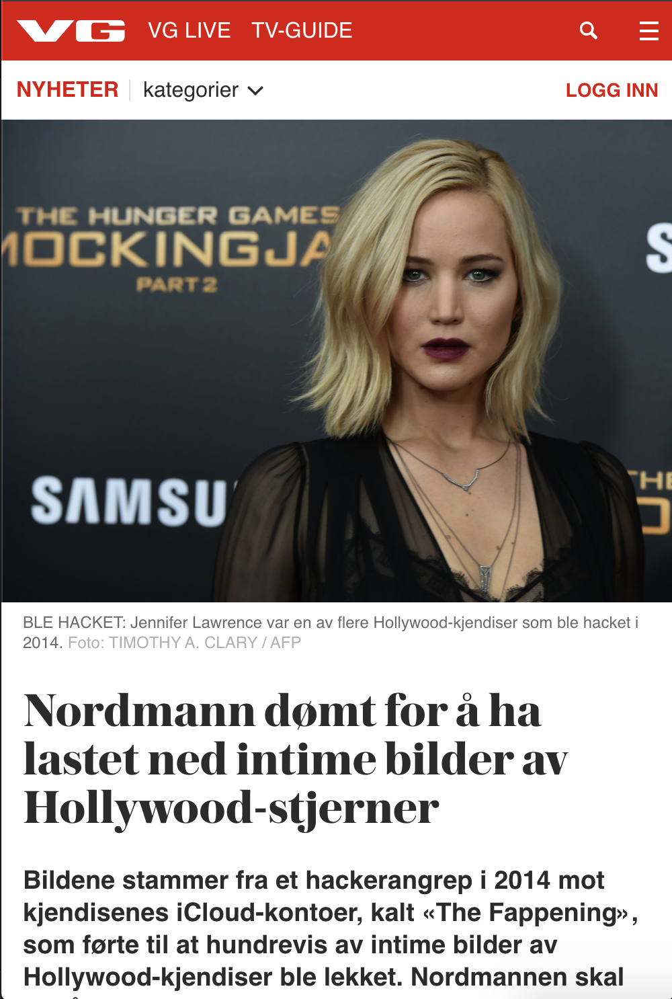 VG VG LIVE TV-GUIDE
NYHETER kategorier LOGG INN
THE HUNGER GAMES
MOCKINGJA
PART 2
S
SAMSU
THE
BLE HACKET: Jennifer Lawrence var en av flere Hollywood-kjendiser som ble hacket i
2014. Foto: TIMOTHY A. CLARY / AFP
Nordmann dømt for å ha
lastet ned intime bilder av
Hollywood-stjerner
Bildene stammer fra et hackerangrep i 2014 mot
kjendisenes iCloud-kontoer, kalt «The Fappening»,
som førte til at hundrevis av intime bilder av
Hollywood-kjendiser ble lekket. Nordmannen skal